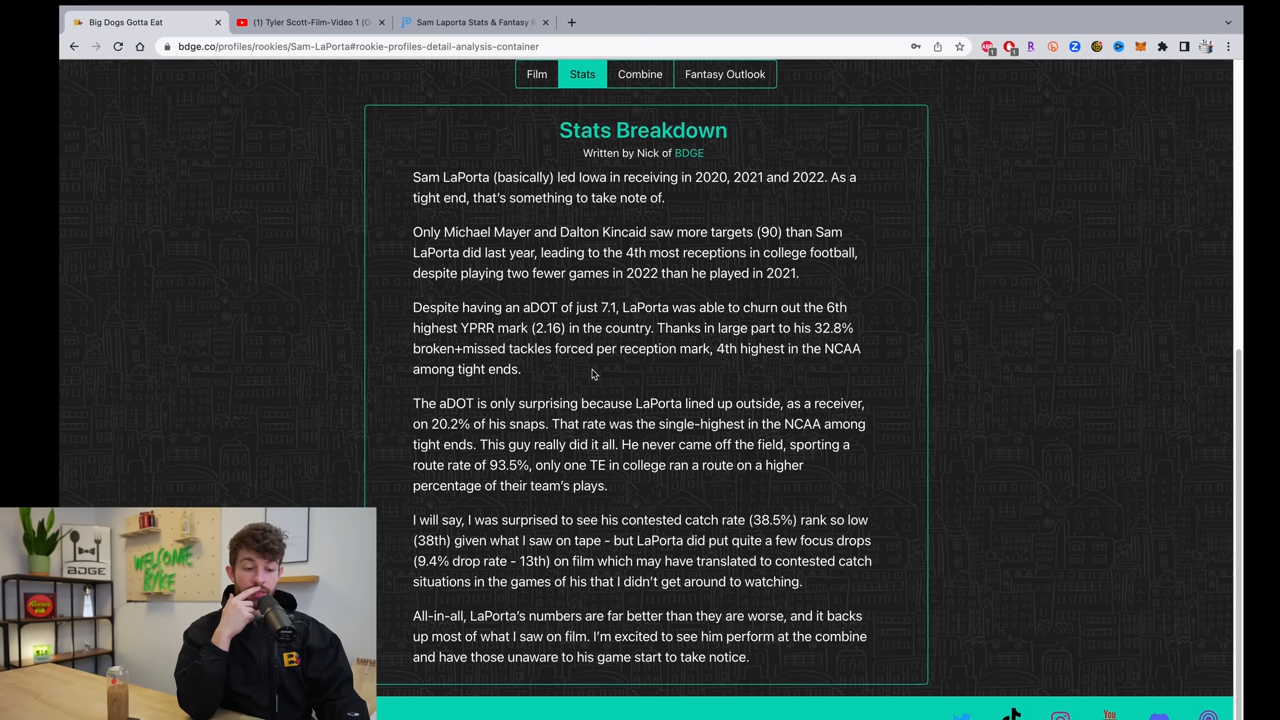 Big Dogs Gotta Eat
(1) Tyler Scott-Film-Video 1 (O
Sam Laporta Stats & Fantasy R
bdge.co/profiles/rookies/Sam-LaPorta#rookie-profiles-detail-analysis-container
Film
Stats
Combine
Fantasy Outlook
Stats Breakdown
Written by Nick of BDGE
Sam LaPorta (basically) led Iowa in receiving in 2020, 2021 and 2022. As a
tight end, that's something to take note of.
Only Michael Mayer and Dalton Kincaid saw more targets (90) than Sam
LaPorta did last year, leading to the 4th most receptions in college football,
despite playing two fewer games in 2022 than he played in 2021.
Despite having an aDOT of just 7.1, LaPorta was able to churn out the 6th
highest YPRR mark (2.16) in the country. Thanks in large part to his 32.8%
broken+missed tackles forced per reception mark, 4th highest in the NCAA
among tight ends.
The aDOT is only surprising because LaPorta lined up outside, as a receiver,
on 20.2% of his snaps. That rate was the single-highest in the NCAA among
tight ends. This guy really did it all. He never came off the field, sporting a
route rate of 93.5%, only one TE in college ran a route on a higher
percentage of their team's plays.
I will say, I was surprised to see his contested catch rate (38.5%) rank so low
(38th) given what I saw on tape - but LaPorta did put quite a few focus drops
(9.4% drop rate - 13th) on film which may have translated to contested catch
situations in the games of his that I didn't get around to watching.
All-in-all, LaPorta's numbers are far better than they are worse, and it backs
up most of what I saw on film. I'm excited to see him perform at the combine
and have those unaware to his game start to take notice.
BDGE
WELCOME
You